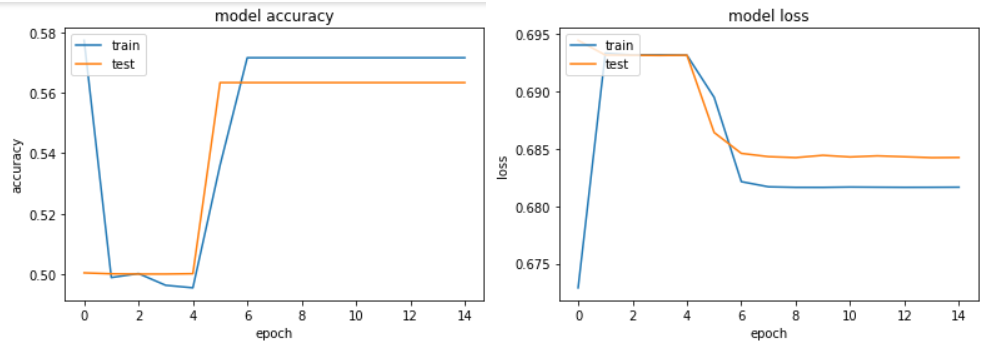 model accuracy
0.58
0.56
0.54
0.52
0.50
accuracy
train
test
0 2 4 6 8 10 12 14
epoch
model loss
0.695
0.690
0.685
0.680
0.675
loss
train
test
0 2 4 6 8 10 12 14
epoch